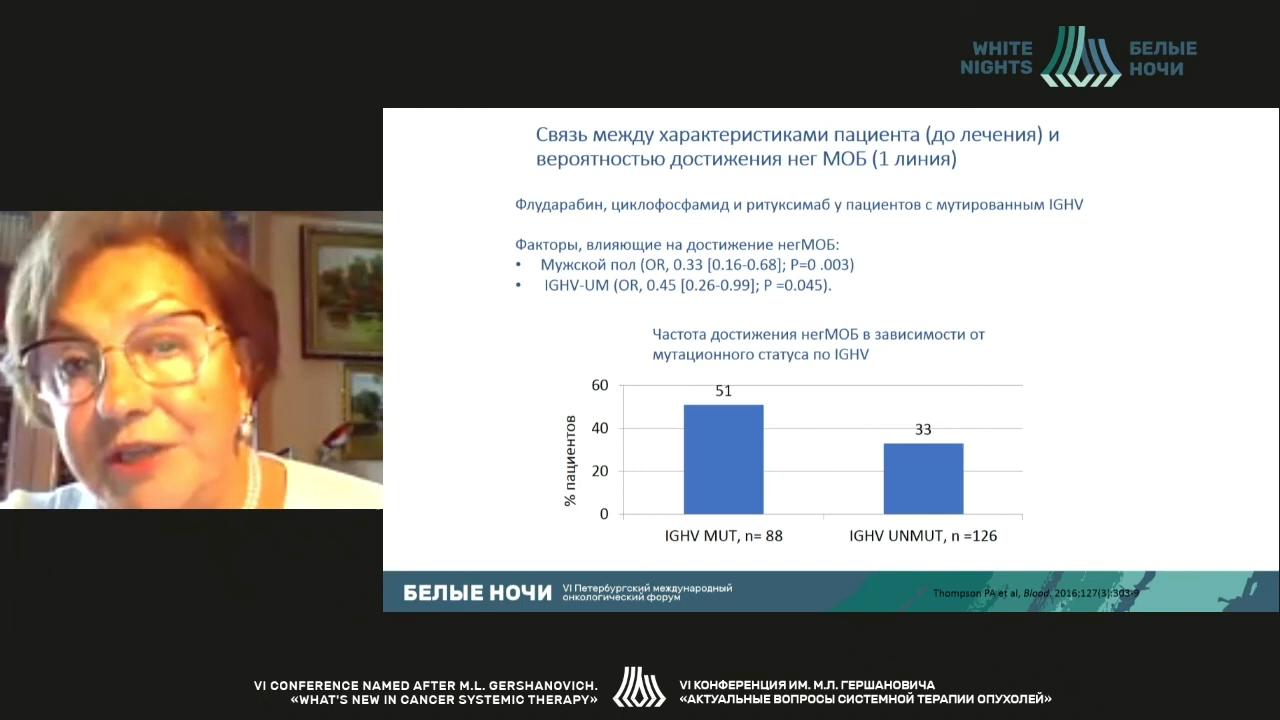 WHITE
NIGHTS
БЕЛЫЕ
НОЧИ
Связь между характеристиками пациента (до лечения) и
вероятностью достижения нег МОБ (1 линия)
Флударабин, циклофосфамид и ритуксимаб у пациентов с мутированным IGHV
Факторы, влияющие на достижение негМОБ:
• Мужской пол (OR, 0.33 [0.16-0.68]; P=0 .003)
• IGHV-UM (OR, 0.45 [0.26-0.99]; P =0.045).
Частота достижения негМОБ в зависимости от
мутационного статуса по IGHV
% пациентов
60
40
20
0
51
33
IGHV MUT, n= 88
IGHV UNMUT, n =126
БЕЛЫЕ НОЧИ
VI Петербургский международный
онкологический форум
Thompson PA et al, Blood. 2016;127(3):303-9
VI CONFERENCE NAMED AFTER M.L. GERSHANOVICH.
«WHAT'S NEW IN CANCER SYSTEMIC THERAPY»
VI КОНФЕРЕНЦИЯ ИМ. М.Л. ГЕРШАНОВИЧА
«АКТУАЛЬНЫЕ ВОПРОСЫ СИСТЕМНОЙ ТЕРАПИИ ОПУХОЛЕЙ»